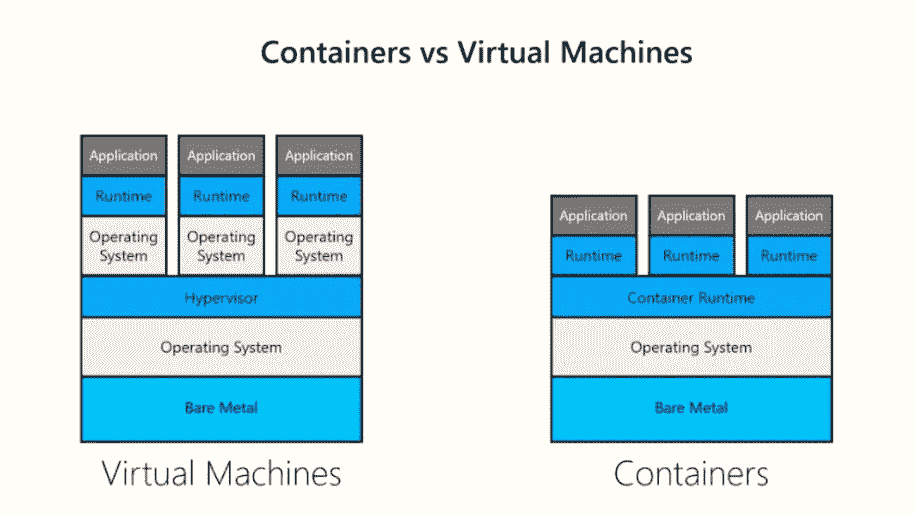 Containers vs Virtual Machines
Application
Application
Application
Runtime
Runtime
Runtime
Operating
System
Operating
System
Operating
System
Hypervisor
Operating System
Bare Metal
Virtual Machines
Application
Application
Application
Runtime
Runtime
Runtime
Container Runtime
Operating System
Bare Metal
Containers